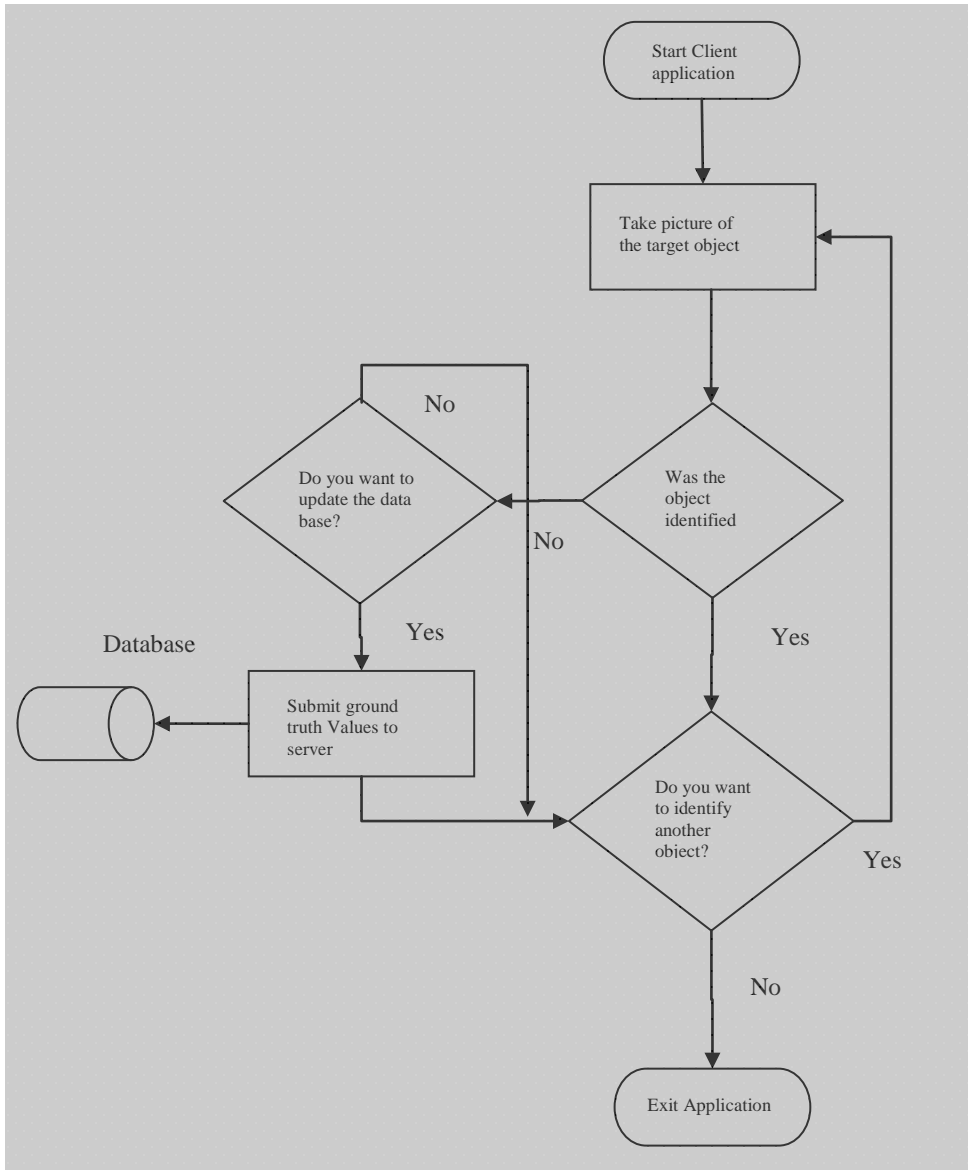 Start Client
application
Take picture of
the target object
No
Do you want to
update the data
base?
Was the
object
identified
No
Yes
Yes
Database
Submit ground
truth Values to
server
Do you want
to identify
another
object?
Yes
No
Exit Application